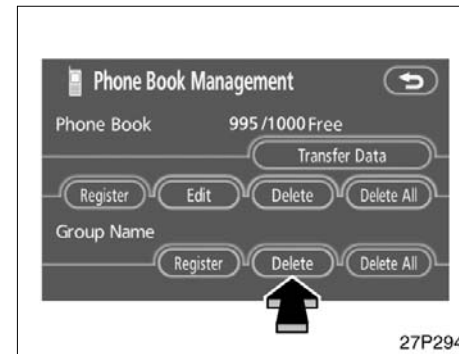 Phone Book Management
Phone Book 995/1000 Free
Transfer Data
Register Edit Delete Delete All
Group Name
Register Delete Delete All
27P294